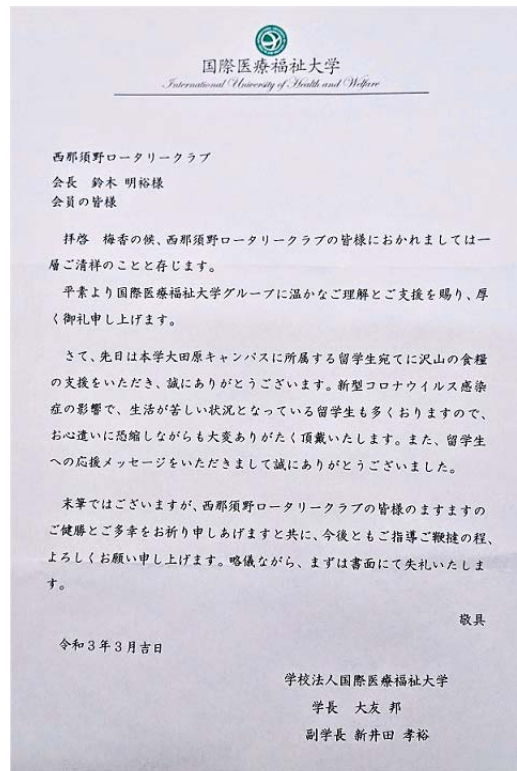 国際医療福祉大学
International University of Health and Welfare
西那須野ロータリークラブ
会長 鈴木 明裕様
会員の皆様
拝啓 梅香の候、西那須野ロータリークラブの皆様におかれましては一
層ご清祥のことと存じます。
平素より国際医療福祉大学グループに温かなご理解とご支援を賜り、厚
く御礼申し上げます。
さて、先日は本学大田原キャンパスに所属する留学生宛てに沢山の食糧
の支援をいただき、誠にありがとうございます。新型コロナウイルス感染
症の影響で、生活が苦しい状況となっている留学生も多くおりますので、
お心遣いに恐縮しながらも大変ありがたく頂戴いたします。また、留学生
への応援メッセージをいただきまして誠にありがとうございました。
末筆ではございますが、西那須野ロータリークラブの皆様のますますの
ご健勝とご多幸をお祈り申しあげますと共に、今後ともご指導ご鞭撻の程、
よろしくお願い申し上げます。略儀ながら、まずは書面にて失礼いたしま
す。
敬具
令和3年3月吉日
学校法人国際医療福祉大学
学長 大友 邦
副学長 新井田 孝裕